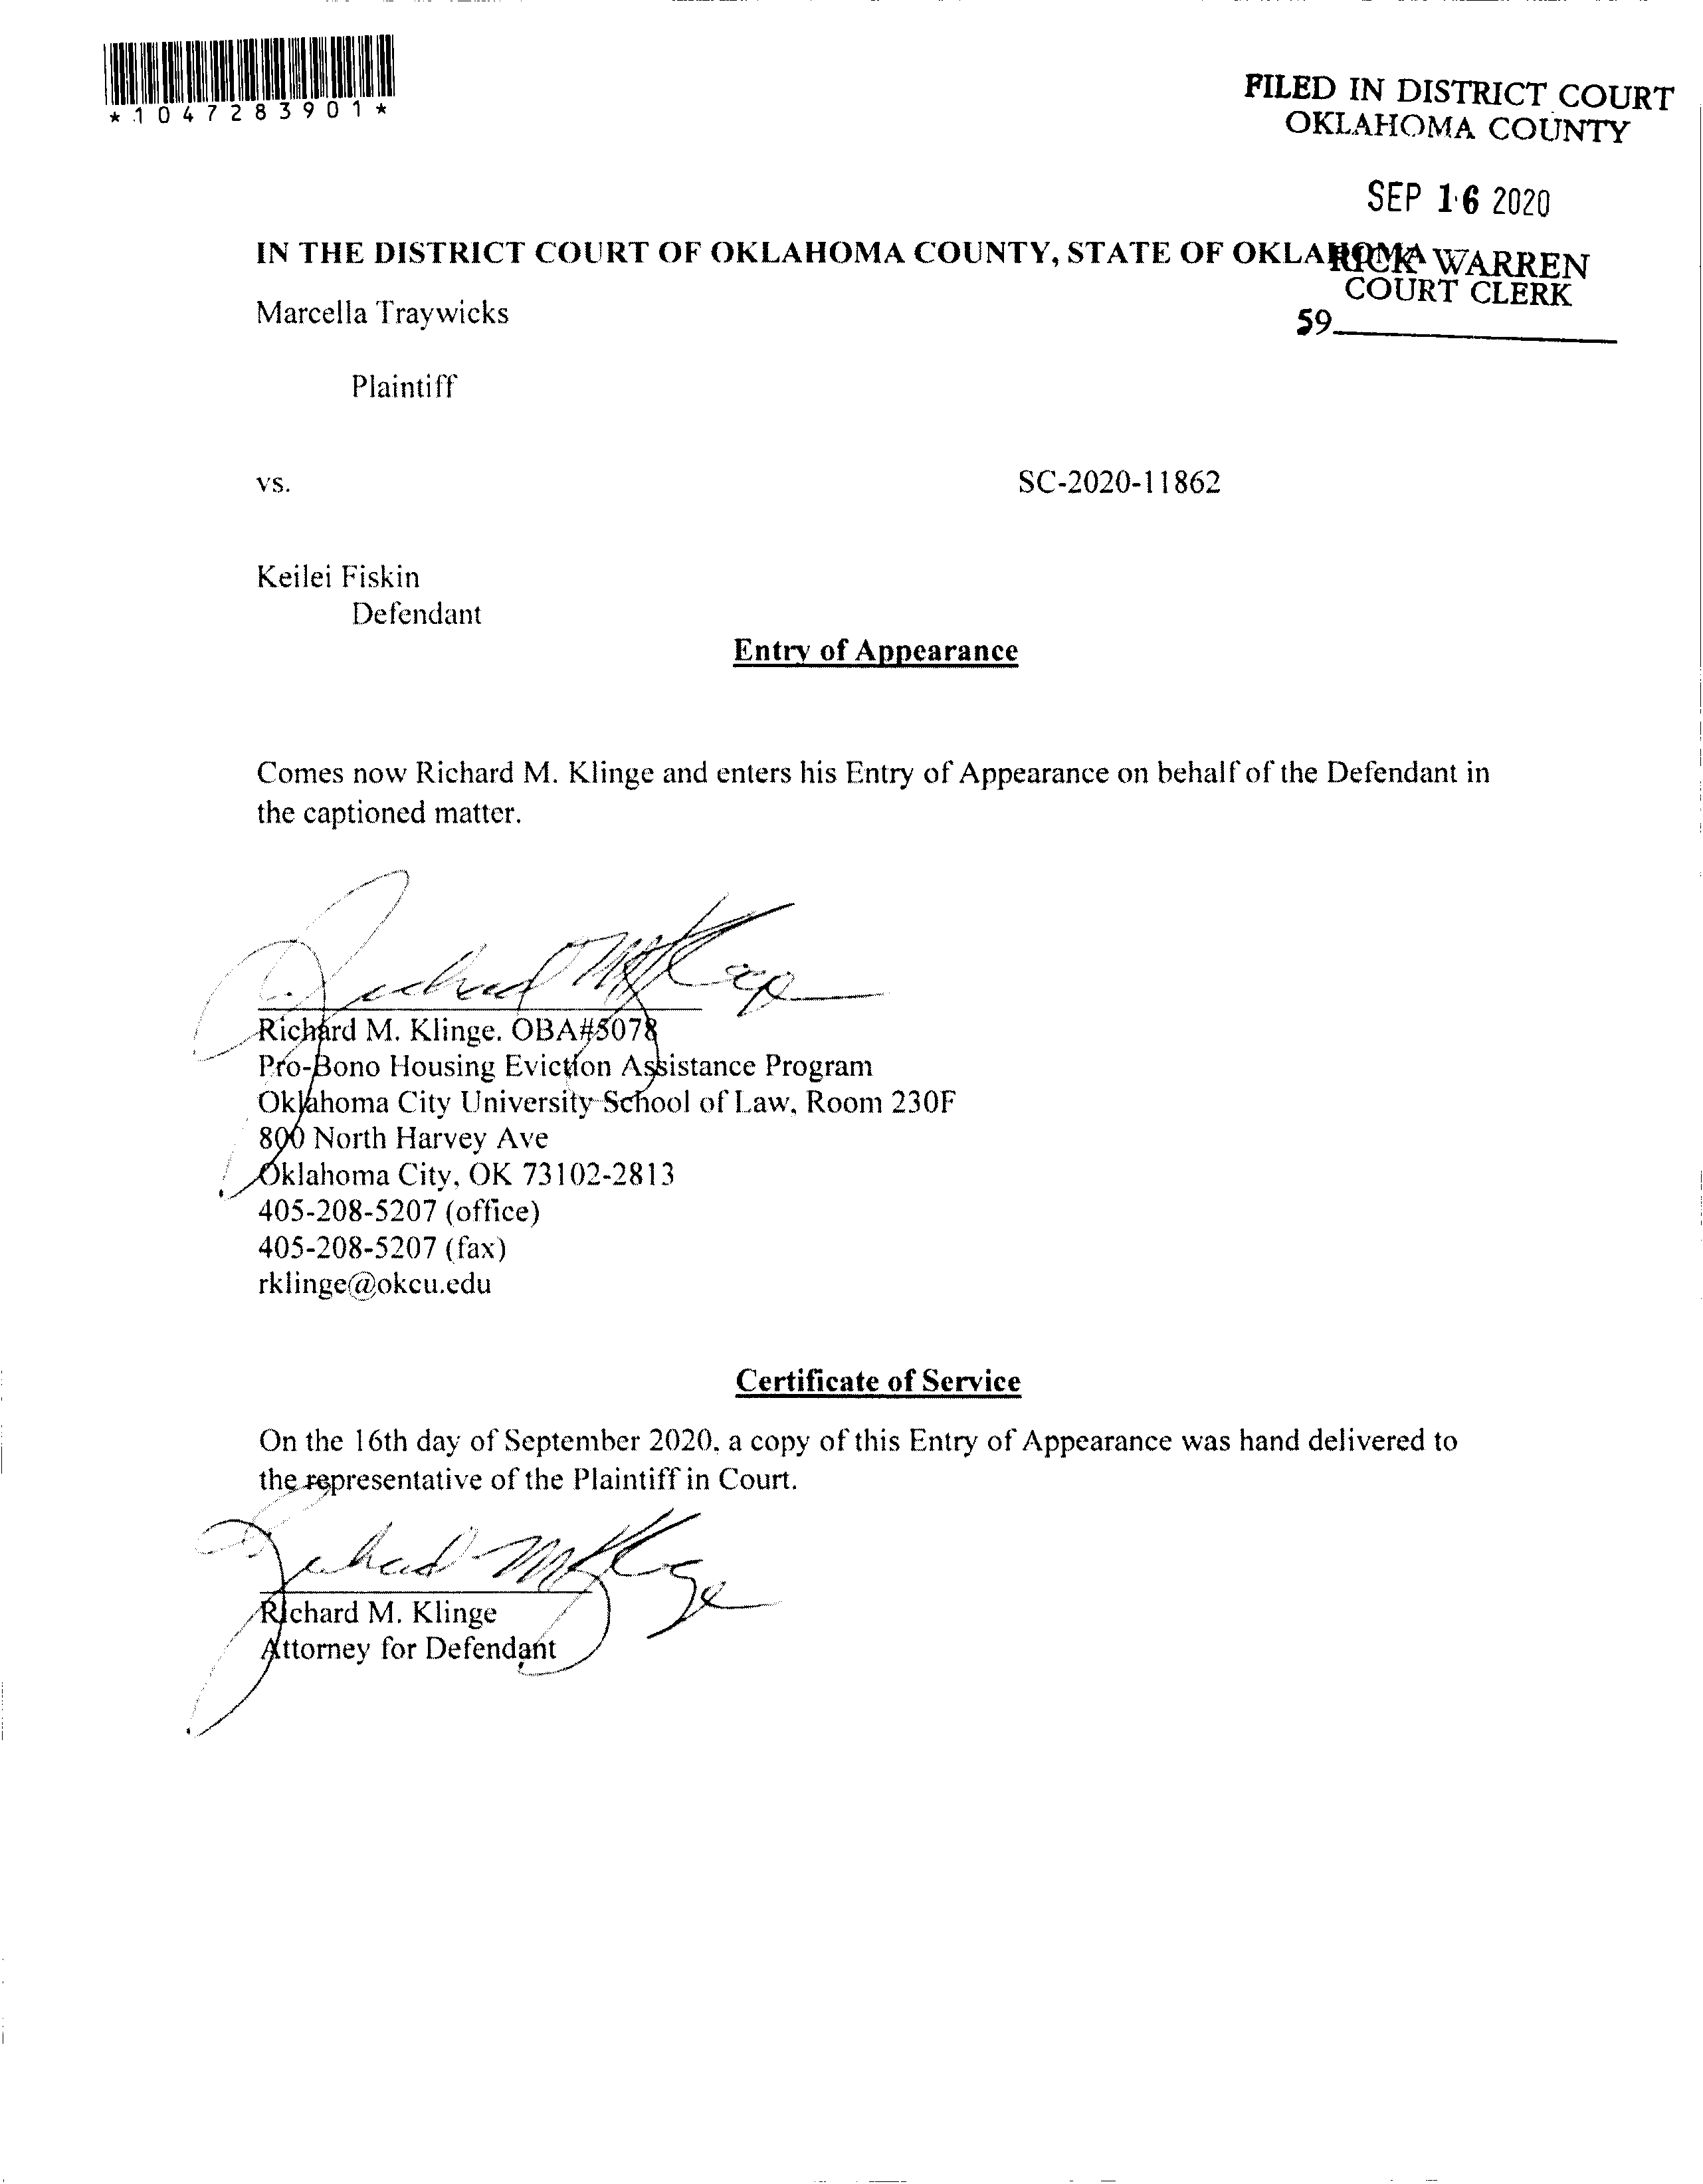 *1047283901*
FILED IN DISTRICT COURT
OKLAHOMA COUNTY
SEP 16 2020
IN THE DISTRICT COURT OF OKLAHOMA COUNTY, STATE OF OKLAHOMA
RICK WARREN
COURT CLERK
59
Marcella Traywicks
Plaintiff
vs.
SC-2020-11862
Keilei Fiskin
Defendant
Entry of Appearance
Comes now Richard M. Klinge and enters his Entry of Appearance on behalf of the Defendant in
the captioned matter.
Richard M. Klinge
Richard M. Klinge, OBA#5078
Pro-Bono Housing Eviction Assistance Program
Oklahoma City University School of Law, Room 230F
800 North Harvey Ave
Oklahoma City, OK 73102-2813
405-208-5207 (office)
405-208-5207 (fax)
rklinge@okcu.edu
Certificate of Service
On the 16th day of September 2020, a copy of this Entry of Appearance was hand delivered to
the representative of the Plaintiff in Court.
Richard M Klinge
Richard M. Klinge
Attorney for Defendant